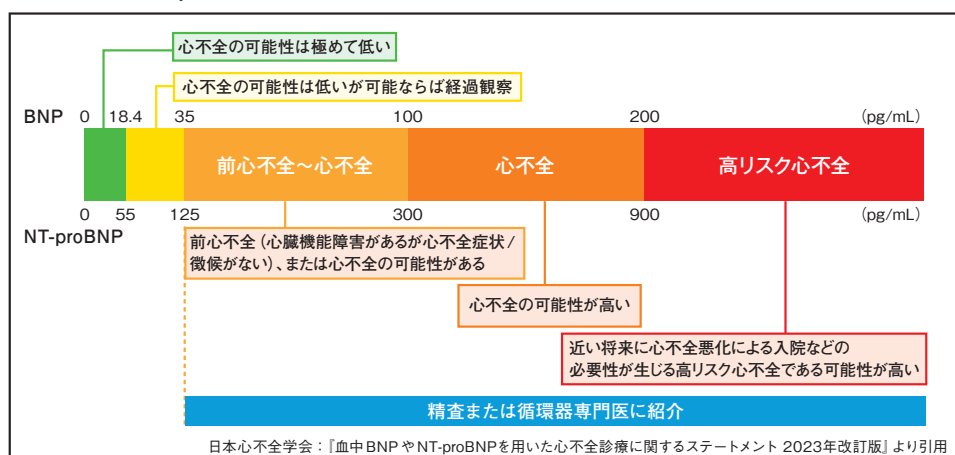 心不全の可能性は極めて低い
心不全の可能性は低いが可能ならば経過観察
BNP 0 18.4 35 100 200 (pg/mL)
前心不全～心不全 心不全 高リスク心不全
0 55 125 300 900 (pg/mL)
NT-proBNP
前心不全（心臓機能障害があるが心不全症状/
徴候がない）、または心不全の可能性がある
心不全の可能性が高い
近い将来に心不全悪化による入院などの
必要性が生じる高リスク心不全である可能性が高い
精査または循環器専門医に紹介
日本心不全学会：『血中BNPやNT-proBNPを用いた心不全診療に関するステートメント 2023年改訂版』より引用